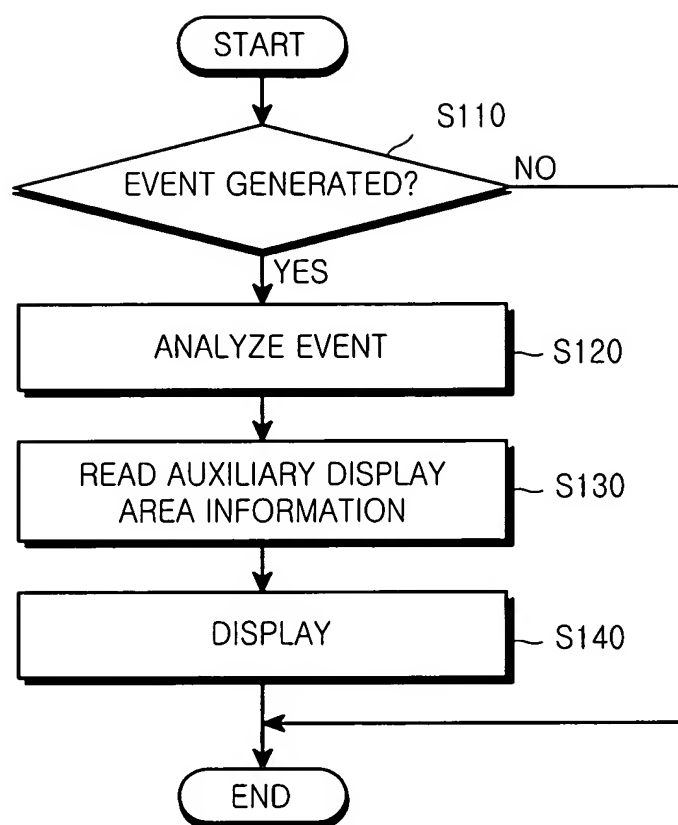 START
S110
EVENT GENERATED?
NO
YES
ANALYZE EVENT
S120
READ AUXILIARY DISPLAY
AREA INFORMATION
S130
DISPLAY
S140
END